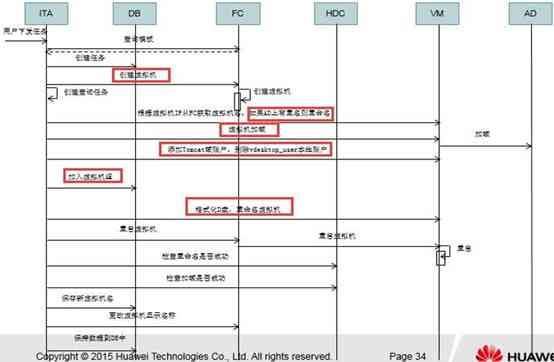 ITA DB FC HDC VM AD
用户下发任务
查询模板
创建任务
创建虚拟机
创建虚拟机
创建查询任务
根据虚拟机ID从FC获取虚拟机名，如果AD上有重名则重命名
虚拟机加域
添加Tomcat域账户，删除vdesktop_user本地账户
加域
加入虚拟机组
格式化D盘，重命名虚拟机
重启虚拟机
重启虚拟机
重启
检查重命名是否成功
检查加域是否成功
保存新虚拟机名
更改虚拟机显示名称
保存数据到DB中
Copyright © 2015 Huawei Technologies Co., Ltd. All rights reserved. Page 34
HUAWEI